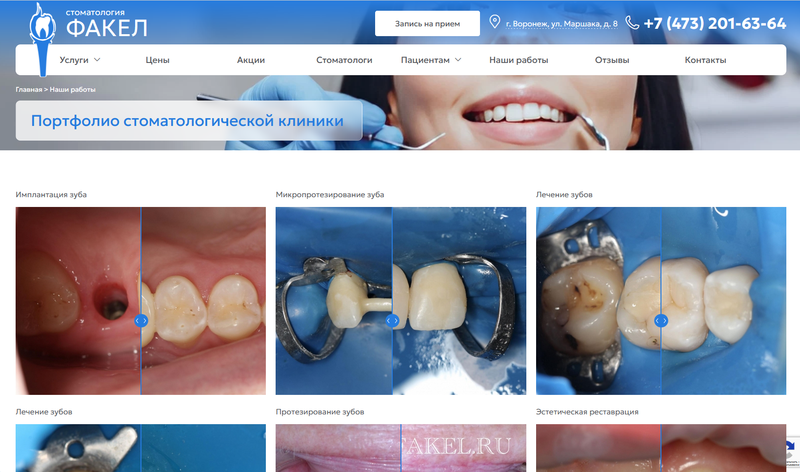 стоматология
ФАКЕЛ
Запись на прием
г. Воронеж, ул. Маршака, д. 8
+7 (473) 201-63-64
Услуги
Цены
Акции
Стоматологи
Пациентам
Наши работы
Отзывы
Контакты
Главная > Наши работы
Портфолио стоматологической клиники
Имплантация зуба
Микропротезирование зуба
Лечение зубов
Лечение зубов
Протезирование зубов
Эстетическая реставрация
FAKEL.RU